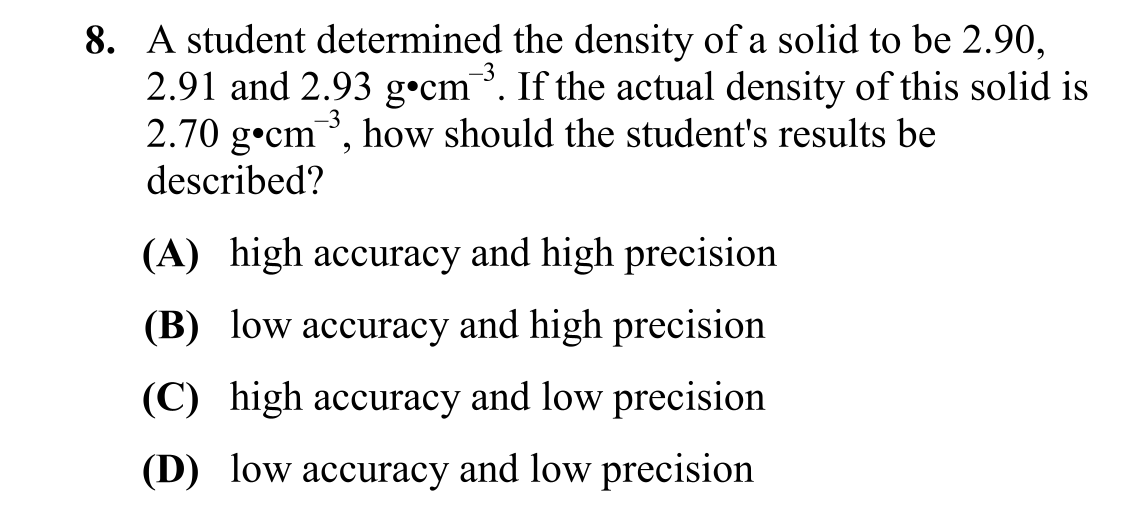 8. A student determined the density of a solid to be 2.90,
2.91 and 2.93 g•cm⁻³. If the actual density of this solid is
2.70 g•cm⁻³, how should the student's results be
described?
(A) high accuracy and high precision
(B) low accuracy and high precision
(C) high accuracy and low precision
(D) low accuracy and low precision